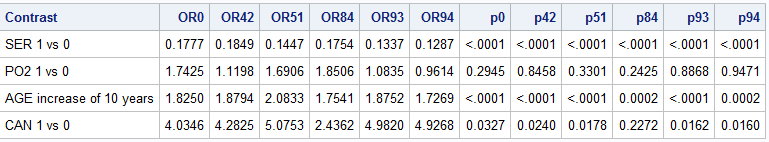 Contrast OR0 OR42 OR51 OR84 OR93 OR94 p0 p42 p51 p84 p93 p94
SER 1 vs 0 0.1777 0.1849 0.1447 0.1754 0.1337 0.1287 <.0001 <.0001 <.0001 <.0001 <.0001 <.0001
PO2 1 vs 0 1.7425 1.1198 1.6906 1.8506 1.0835 0.9614 0.2945 0.8458 0.3301 0.2425 0.8868 0.9471
AGE increase of 10 years 1.8250 1.8794 2.0833 1.7541 1.8752 1.7269 <.0001 <.0001 <.0001 0.0002 <.0001 0.0002
CAN 1 vs 0 4.0346 4.2825 5.0753 2.4362 4.9820 4.9268 0.0327 0.0240 0.0178 0.2272 0.0162 0.0160